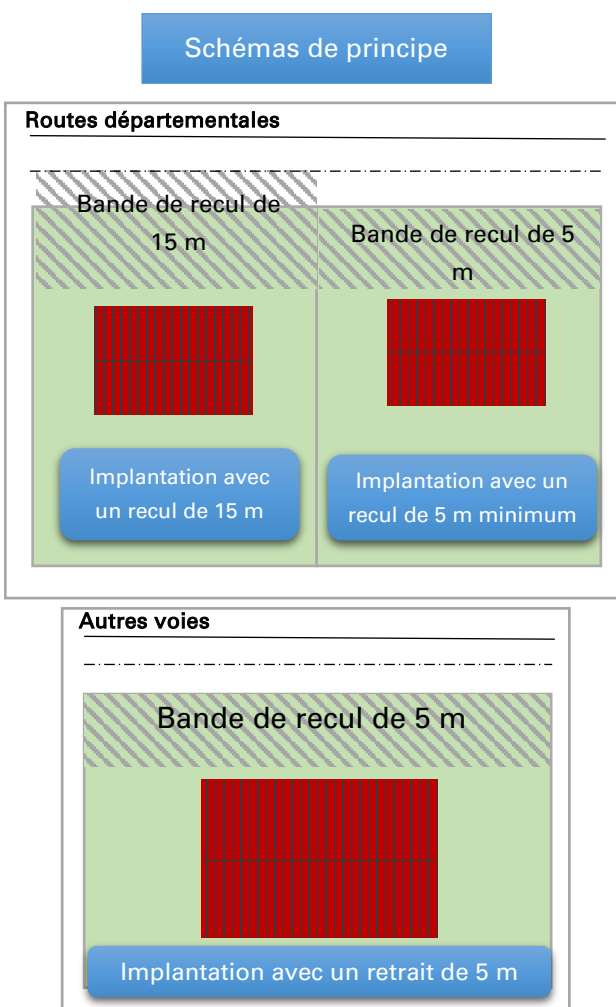 Schémas de principe
Routes départementales
Bande de recul de
15 m
Bande de recul de 5
m
Implantation avec
un recul de 15 m
Implantation avec un
recul de 5 m minimum
Autres voies
Bande de recul de 5 m
Implantation avec un retrait de 5 m